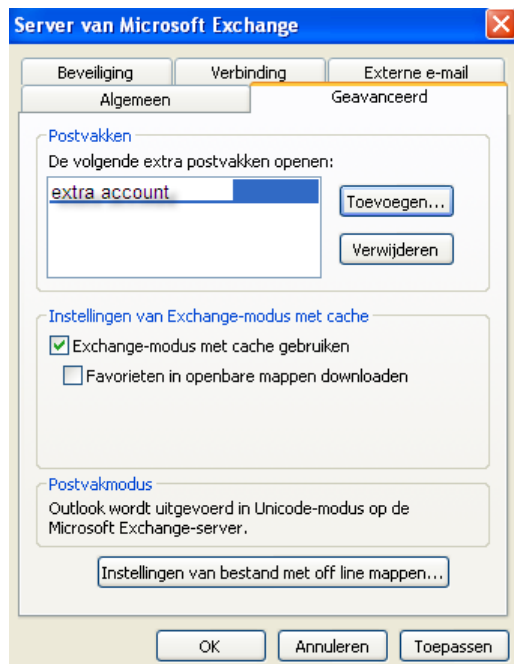 Server van Microsoft Exchange
Beveiliging
Verbinding
Externe e-mail
Algemeen
Geavanceerd
Postvakken
De volgende extra postvakken openen:
extra account
Toevoegen...
Verwijderen
Instellingen van Exchange-modus met cache
Exchange-modus met cache gebruiken
Favorieten in openbare mappen downloaden
Postvakmodus
Outlook wordt uitgevoerd in Unicode-modus op de
Microsoft Exchange-server.
Instellingen van bestand met off line mappen...
OK
Annuleren
Toepassen